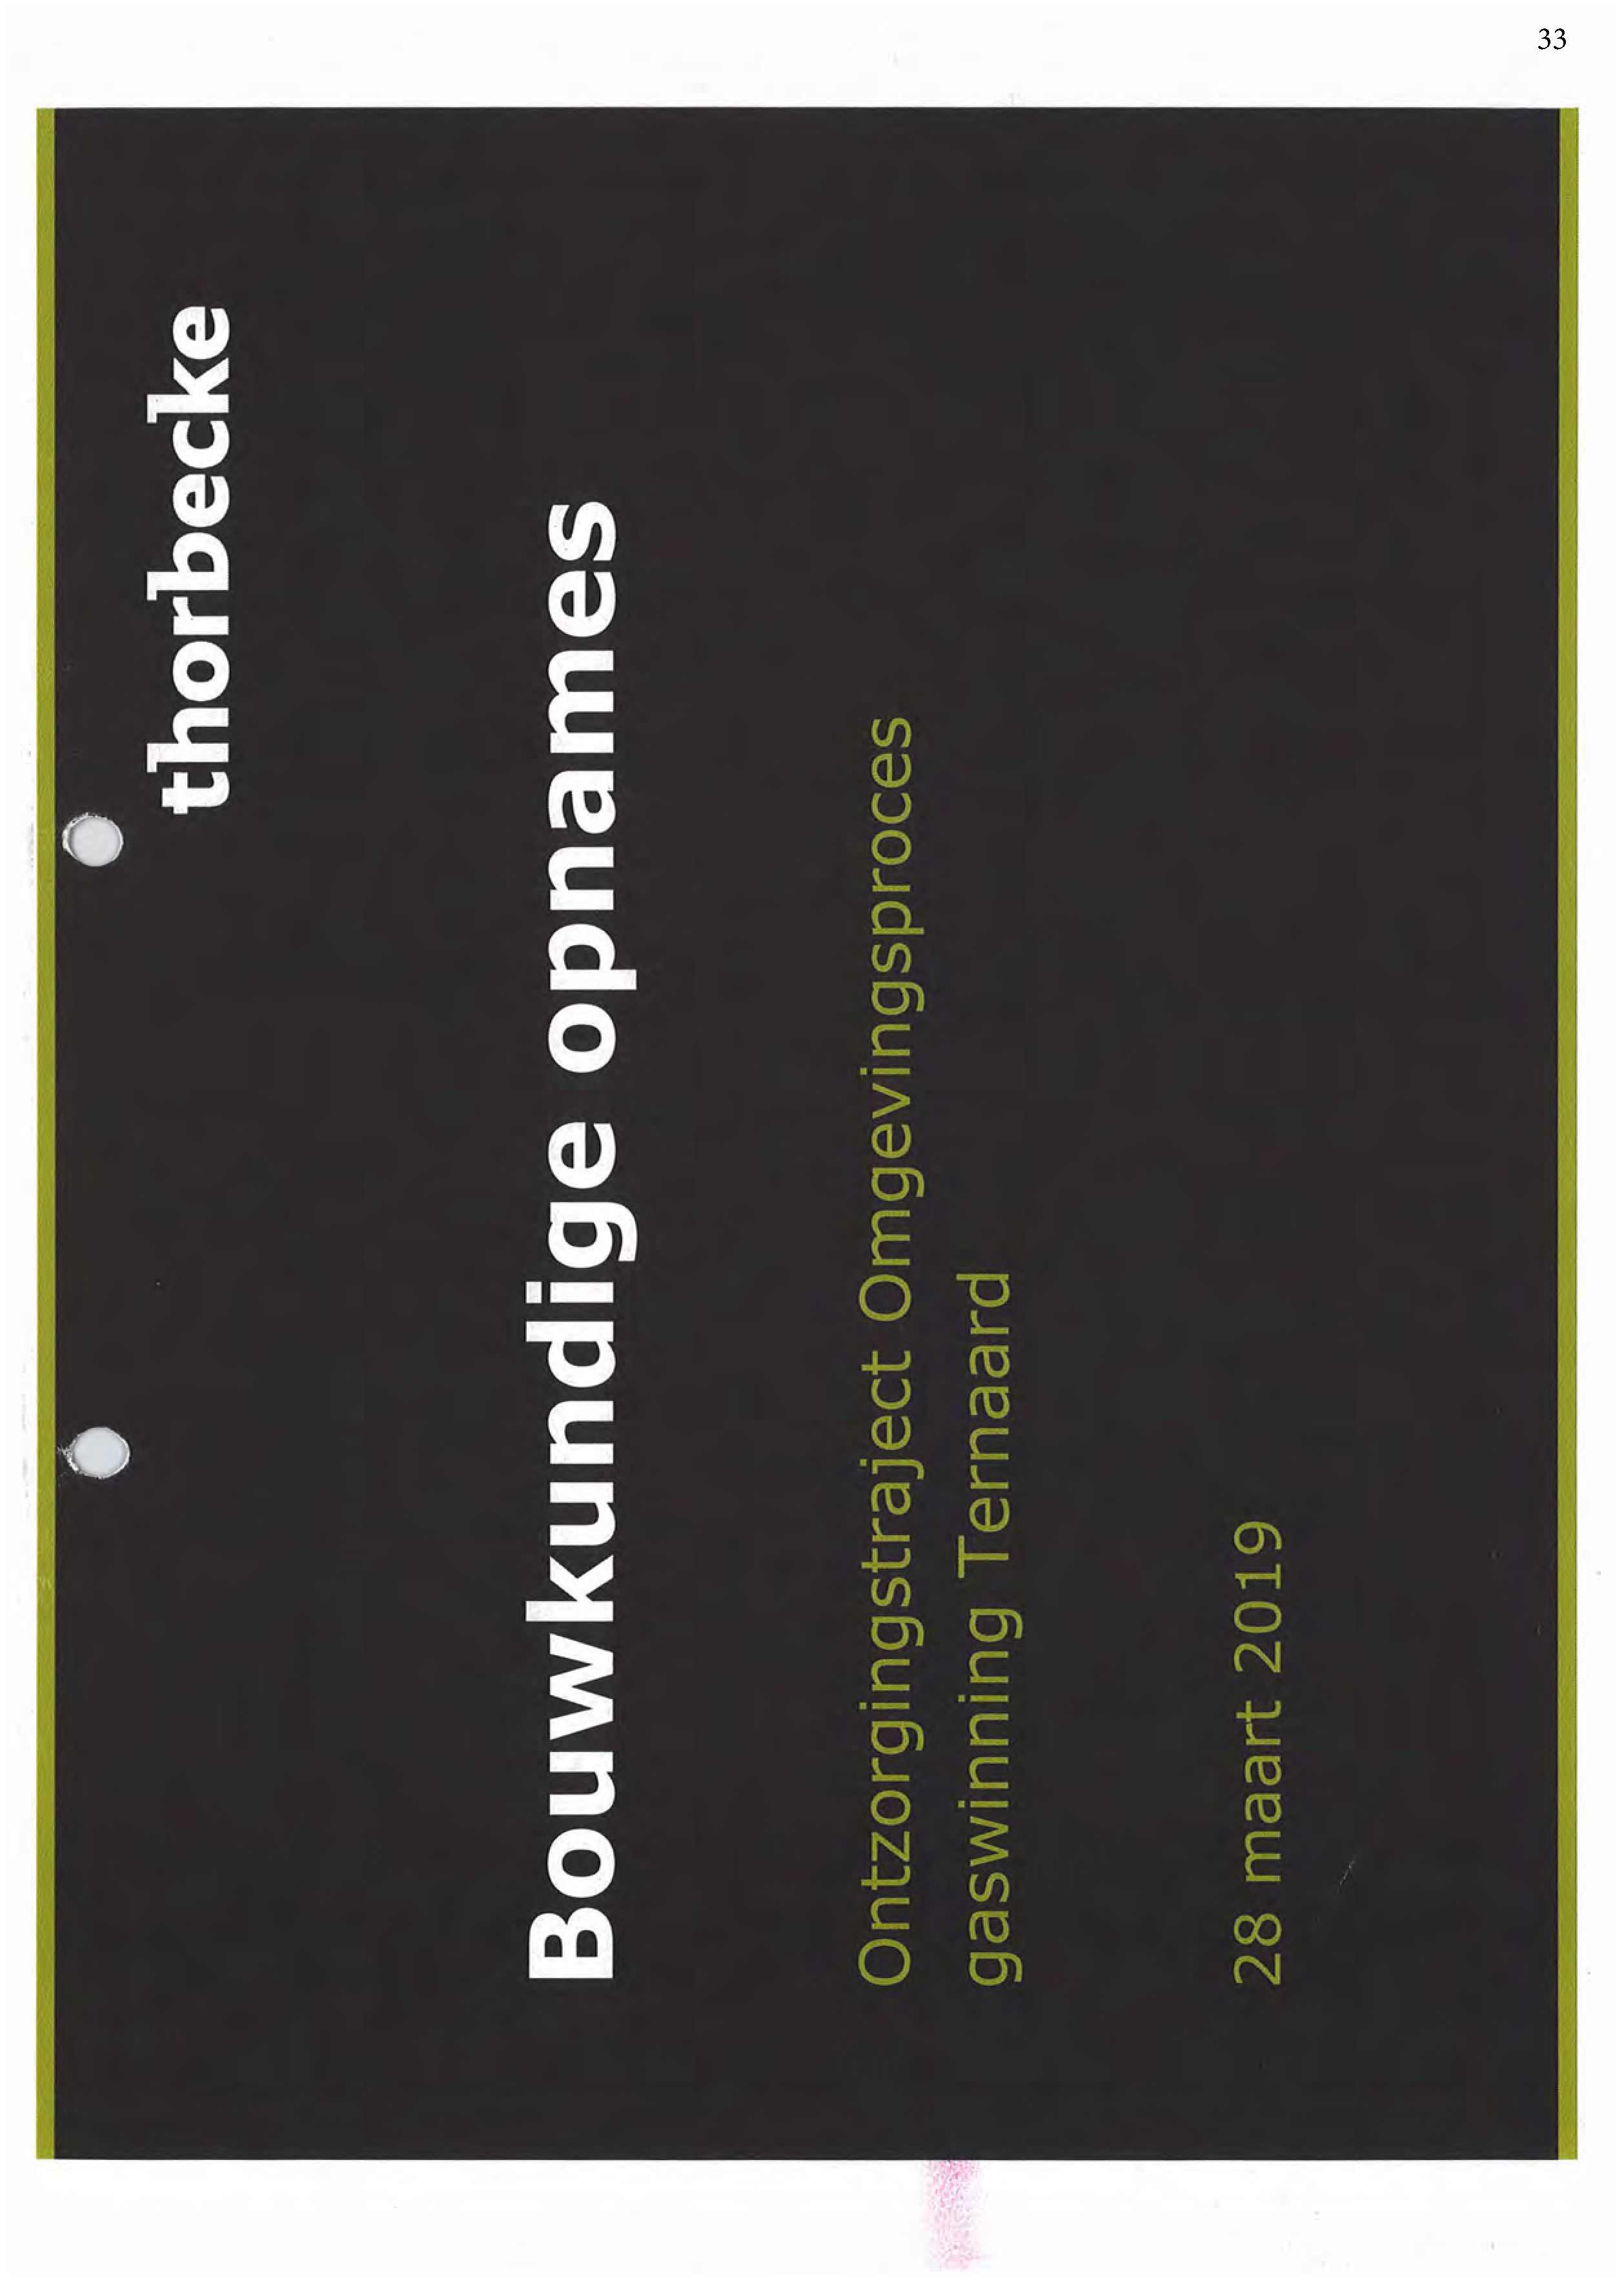 33
thorbecke
Bouwkundige opnames
Ontzorgingstraject Omgevingsproces
gaswinning Ternaard
28 maart 2019